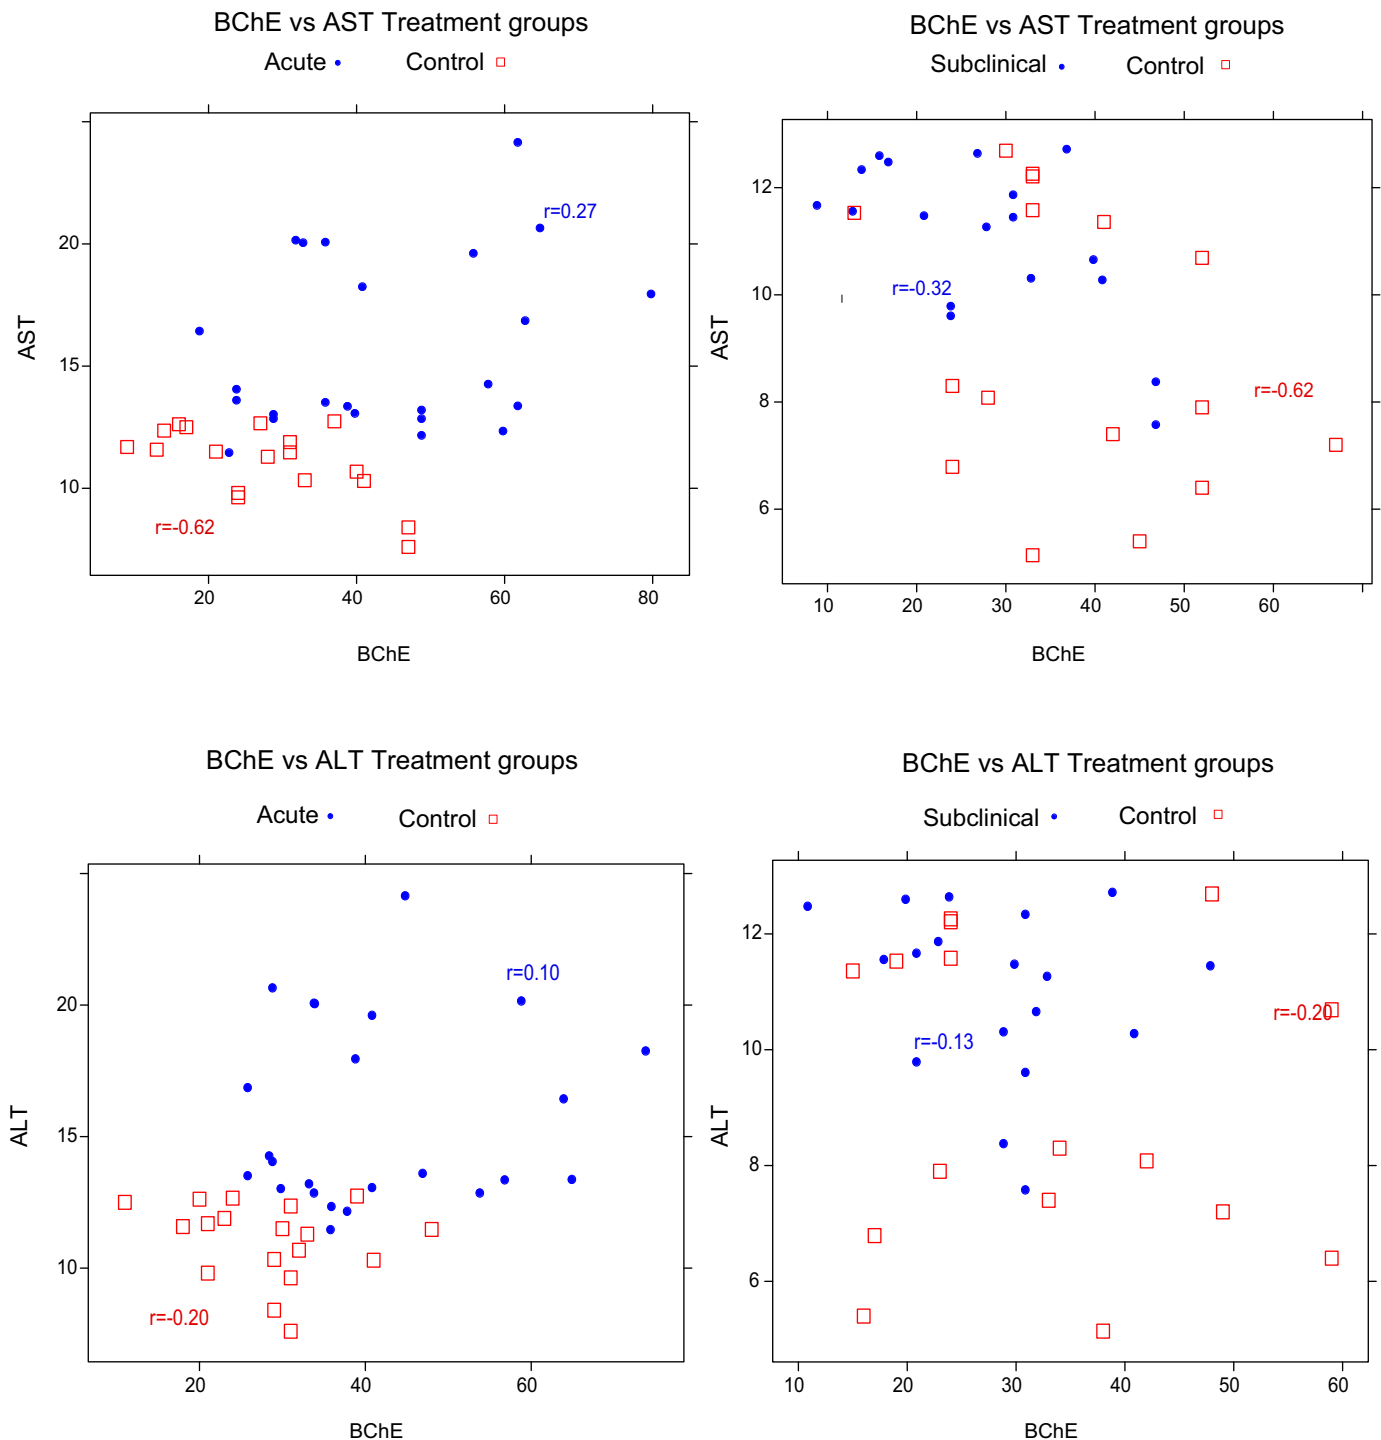 BChE vs AST Treatment groups
Acute Control
r=0.27
r=-0.62
AST
20
15
10
20 40 60 80
BChE
BChE vs AST Treatment groups
Subclinical Control
r=-0.32
r=-0.62
AST
12
10
8
6
10 20 30 40 50 60
BChE
BChE vs ALT Treatment groups
Acute Control
r=0.10
r=-0.20
ALT
20
15
10
20 40 60
BChE
BChE vs ALT Treatment groups
Subclinical Control
r=-0.20
r=-0.13
ALT
12
10
8
6
10 20 30 40 50 60
BChE